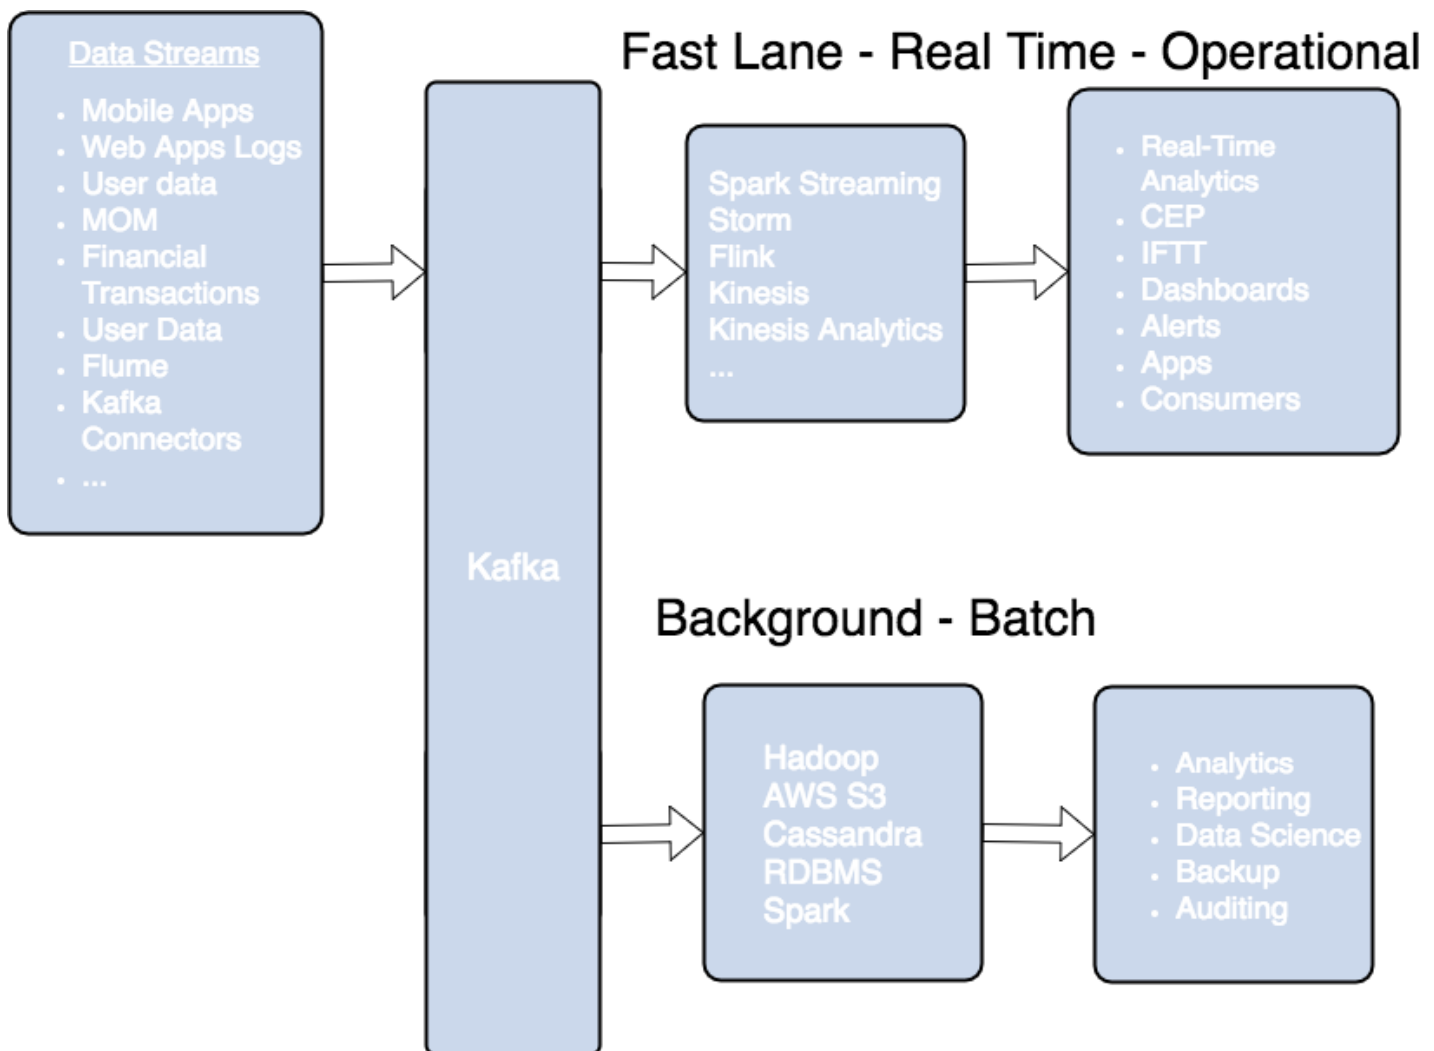 Data Streams
Mobile Apps
Web Apps Logs
User data
MOM
Financial
Transactions
User Data
Flume
Kafka
Connectors
...
Kafka
Fast Lane - Real Time - Operational
Spark Streaming
Storm
Flink
Kinesis
Kinesis Analytics
...
Real-Time
Analytics
CEP
IFTT
Dashboards
Alerts
Apps
Consumers
Background - Batch
Hadoop
AWS S3
Cassandra
RDBMS
Spark
Analytics
Reporting
Data Science
Backup
Auditing